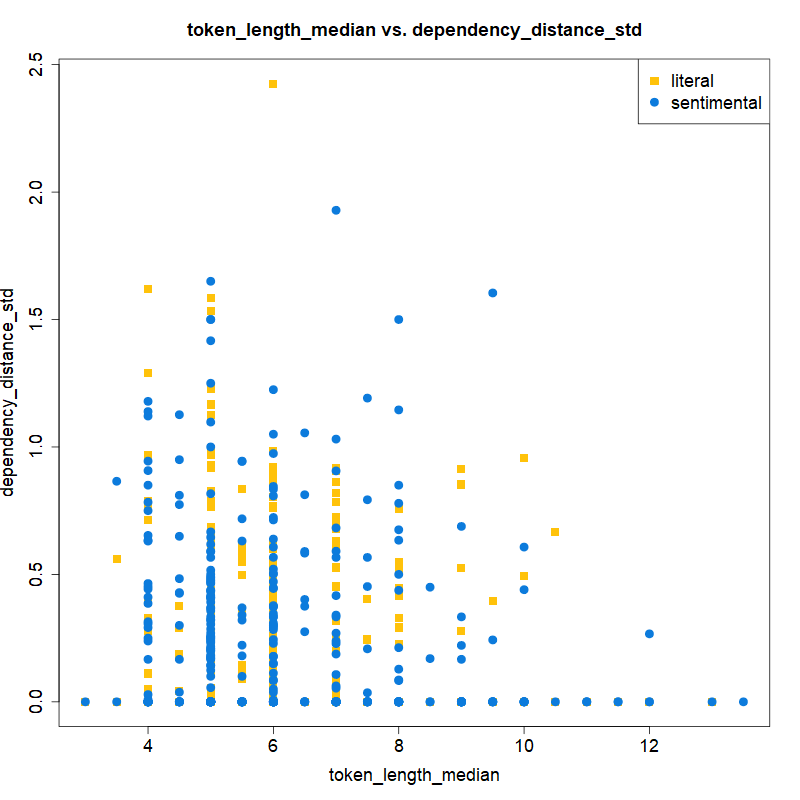 token_length_median vs. dependency_distance_std
literal
sentimental
dependency_distance_std
2.5
2.0
1.5
1.0
0.5
0.0
4 6 8 10 12
token_length_median